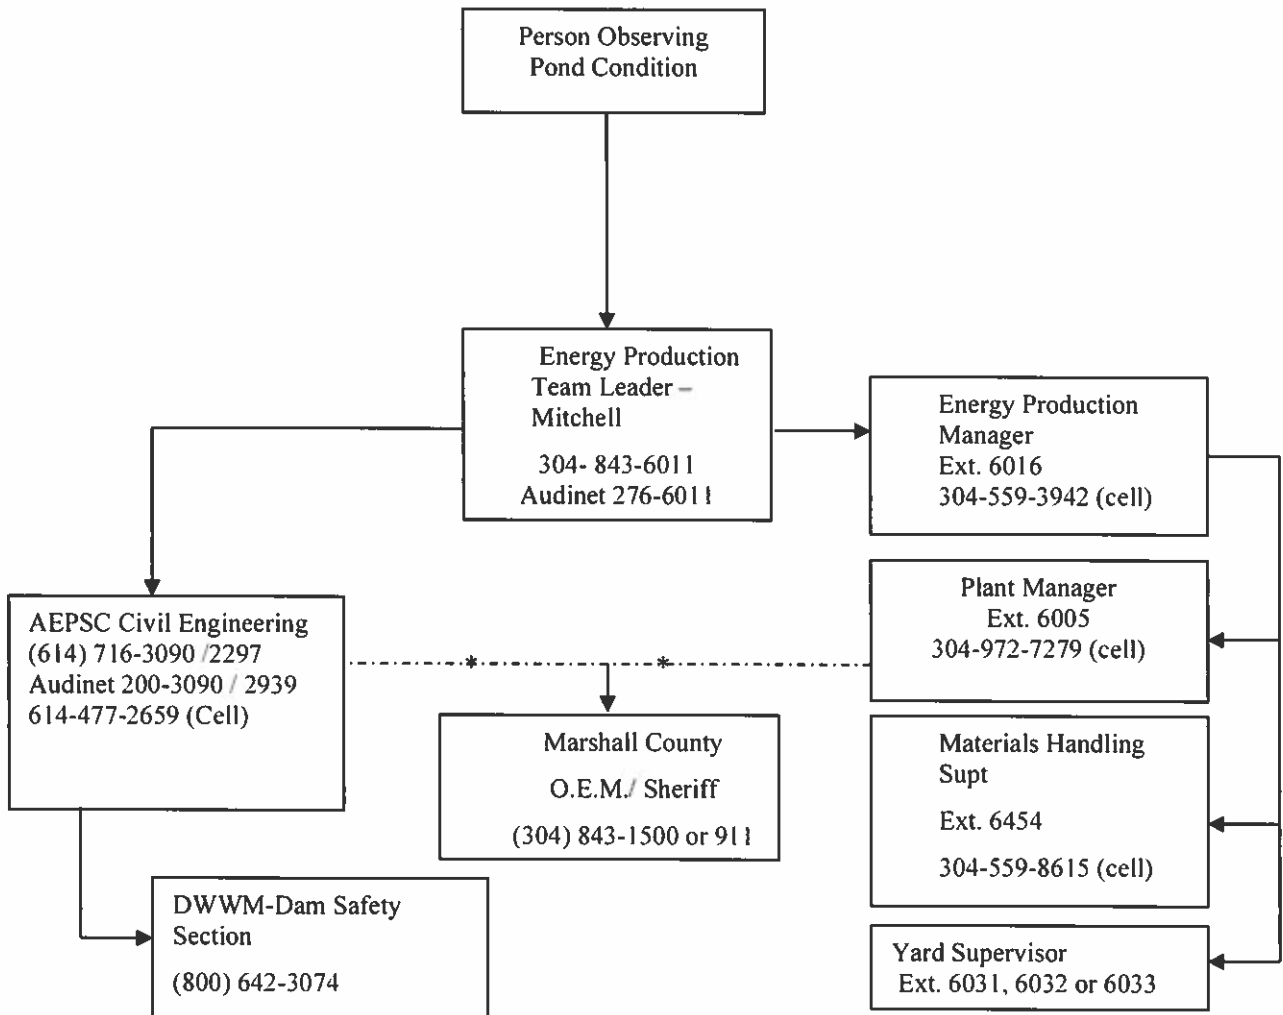 Person Observing
Pond Condition
Energy Production
Team Leader –
Mitchell
304- 843-6011
Audinet 276-6011
Energy Production
Manager
Ext. 6016
304-559-3942 (cell)
AEPSC Civil Engineering
(614) 716-3090 /2297
Audinet 200-3090 / 2939
614-477-2659 (Cell)
* *
Plant Manager
Ext. 6005
304-972-7279 (cell)
Marshall County
O.E.M./ Sheriff
(304) 843-1500 or 911
Materials Handling
Supt
Ext. 6454
304-559-8615 (cell)
DWWM-Dam Safety
Section
(800) 642-3074
Yard Supervisor
Ext. 6031, 6032 or 6033